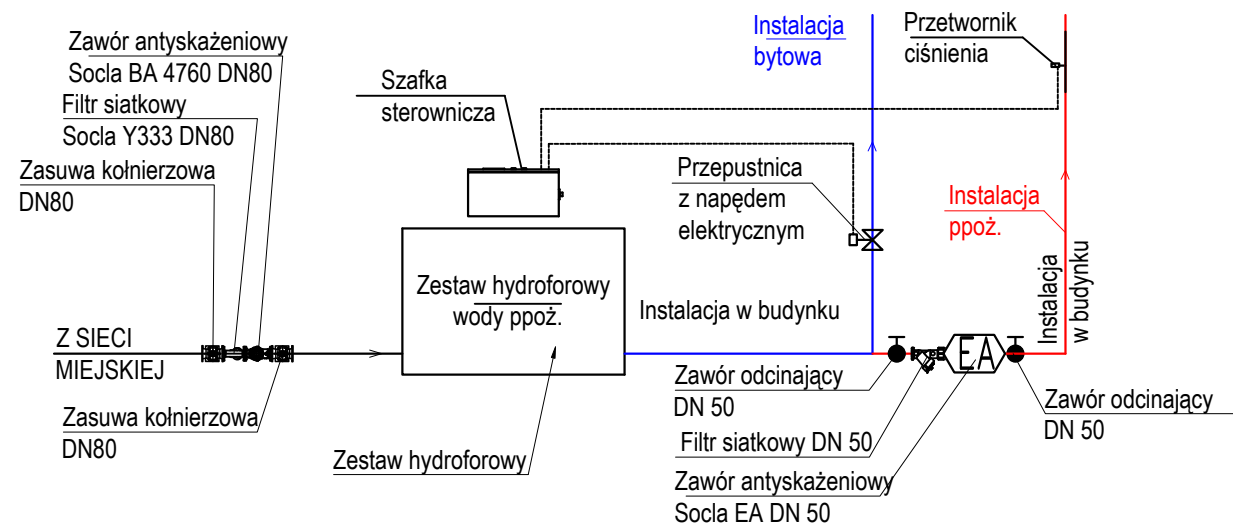 Zawór antyskażeniowy
Socla BA 4760 DN80
Filtr siatkowy
Socla Y333 DN80
Zasuwa kołnierzowa
DN80
Szafka
sterownicza
Instalacja
bytowa
Przetwornik
ciśnienia
Przepustnica
z napędem
elektrycznym
Instalacja
ppoż.
Instalacja
w budynku
Zestaw hydroforowy
wody ppoż.
Instalacja w budynku
Z SIECI
MIEJSKIEJ
EA
Zasuwa kołnierzowa
DN80
Zestaw hydroforowy
Zawór odcinający
DN 50
Filtr siatkowy DN 50
Zawór antyskażeniowy
Socla EA DN 50
Zawór odcinający
DN 50